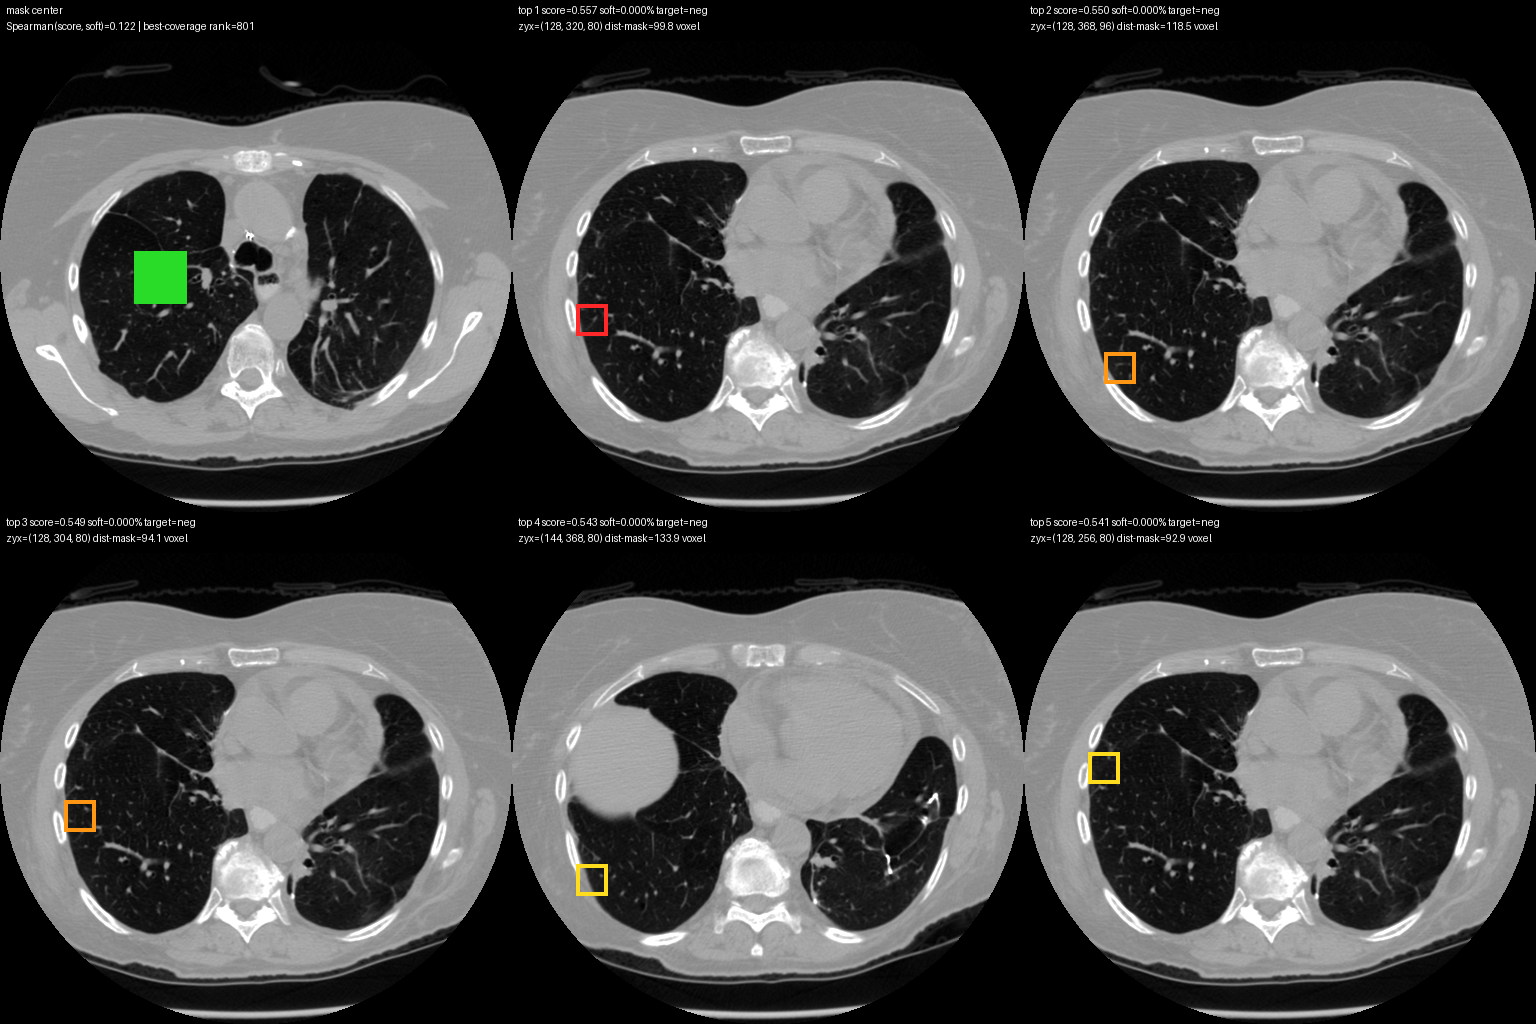 mask center
Spearman(score, soft)=0.122 | best-coverage rank=801
top 1 score=0.557 soft=0.000% target=neg
zyx=(128, 320, 80) dist-mask=99.8 voxel
top 2 score=0.550 soft=0.000% target=neg
zyx=(128, 368, 96) dist-mask=118.5 voxel
top 3 score=0.549 soft=0.000% target=neg
zyx=(128, 304, 80) dist-mask=94.1 voxel
top 4 score=0.543 soft=0.000% target=neg
zyx=(144, 368, 80) dist-mask=133.9 voxel
top 5 score=0.541 soft=0.000% target=neg
zyx=(128, 256, 80) dist-mask=92.9 voxel